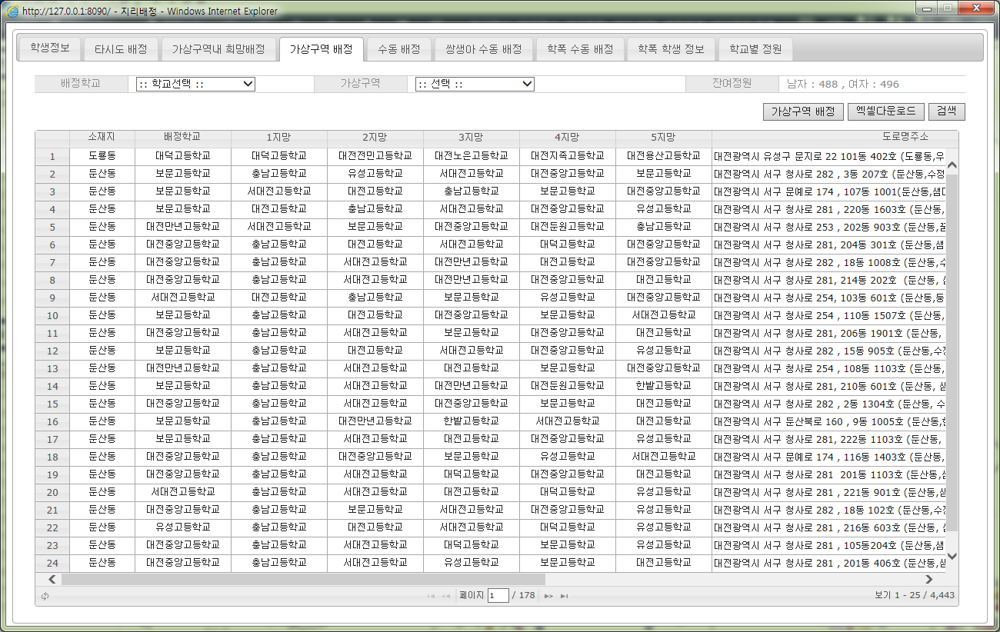 http://127.0.0.1:8090/ - 지리배정 - Windows Internet Explorer
학생정보 타시도 배정 가상구역내 희망배정 가상구역 배정 수동 배정 쌍생아 수동 배정 학폭 수동 배정 학폭 학생 정보 학교별 정원
배정학교 :: 학교선택 :: 가상구역 :: 선택 :: 잔여정원 남자 : 488 , 여자 : 496
가상구역 배정 엑셀다운로드 검색
소재지 배정학교 1지망 2지망 3지망 4지망 5지망 도로명주소
1 도룡동 대덕고등학교 대덕고등학교 대전전민고등학교 대전노은고등학교 대전지족고등학교 대전용산고등학교 대전광역시 유성구 문지로 22 101동 402호 (도룡동,우
2 둔산동 보문고등학교 충남고등학교 유성고등학교 서대전고등학교 대전중앙고등학교 보문고등학교 대전광역시 서구 청사로 282 , 3동 207호 (둔산동,수정
3 둔산동 보문고등학교 서대전고등학교 대전고등학교 충남고등학교 보문고등학교 대전중앙고등학교 대전광역시 서구 문예로 174 , 107동 1001(둔산동,샘
4 둔산동 보문고등학교 대전고등학교 충남고등학교 서대전고등학교 대전중앙고등학교 유성고등학교 대전광역시 서구 청사로 281 , 220동 1603호 (둔산동,
5 둔산동 대전만년고등학교 서대전고등학교 보문고등학교 대전중앙고등학교 대전둔원고등학교 충남고등학교 대전광역시 서구 청사로 253 , 202동 903호 (둔산동,꿈
6 둔산동 대전중앙고등학교 충남고등학교 대전고등학교 서대전고등학교 대덕고등학교 대전중앙고등학교 대전광역시 서구 청사로 281, 204동 301호 (둔산동,샘
7 둔산동 대전중앙고등학교 충남고등학교 서대전고등학교 대전만년고등학교 대전고등학교 대전중앙고등학교 대전광역시 서구 청사로 282 , 18동 1008호 (둔산동,수
8 둔산동 대전중앙고등학교 충남고등학교 서대전고등학교 대전만년고등학교 대전중앙고등학교 대전고등학교 대전광역시 서구 청사로 281, 214동 202호 (둔산동,
9 둔산동 서대전고등학교 대전고등학교 충남고등학교 보문고등학교 유성고등학교 대전중앙고등학교 대전광역시 서구 청사로 254, 103동 601호 (둔산동,동
10 둔산동 보문고등학교 충남고등학교 대전고등학교 대전중앙고등학교 보문고등학교 서대전고등학교 대전광역시 서구 청사로 254 , 110동 1507호 (둔산동,
11 둔산동 대전중앙고등학교 충남고등학교 서대전고등학교 보문고등학교 대전중앙고등학교 대전고등학교 대전광역시 서구 청사로 281, 206동 1901호 (둔산동,
12 둔산동 보문고등학교 충남고등학교 대전고등학교 서대전고등학교 대전중앙고등학교 유성고등학교 대전광역시 서구 청사로 282 , 15동 905호 (둔산동,수정
13 둔산동 대전만년고등학교 충남고등학교 서대전고등학교 대전고등학교 보문고등학교 대전중앙고등학교 대전광역시 서구 청사로 254 , 108동 1103호 (둔산동,
14 둔산동 보문고등학교 충남고등학교 서대전고등학교 대전만년고등학교 대전둔원고등학교 한밭고등학교 대전광역시 서구 청사로 281, 210동 601호 (둔산동, 샘
15 둔산동 대전중앙고등학교 충남고등학교 서대전고등학교 대전중앙고등학교 보문고등학교 대전고등학교 대전광역시 서구 청사로 282 , 2동 1304호 (둔산동, 수
16 둔산동 보문고등학교 충남고등학교 대전만년고등학교 한밭고등학교 서대전고등학교 대전고등학교 대전광역시 서구 둔산북로 160 , 9동 1005호 (둔산동,한
17 둔산동 보문고등학교 충남고등학교 서대전고등학교 대전고등학교 대전중앙고등학교 유성고등학교 대전광역시 서구 청사로 281, 222동 1103호 (둔산동,
18 둔산동 대전중앙고등학교 충남고등학교 대전중앙고등학교 보문고등학교 유성고등학교 서대전고등학교 대전광역시 서구 문예로 174 , 116동 1403호 (둔산동,
19 둔산동 대전중앙고등학교 충남고등학교 서대전고등학교 대덕고등학교 대전중앙고등학교 대전고등학교 대전광역시 서구 청사로 281 201동 1103호 (둔산동,샘
20 둔산동 서대전고등학교 충남고등학교 서대전고등학교 대전고등학교 대덕고등학교 유성고등학교 대전광역시 서구 청사로 281 , 221동 901호 (둔산동,샘
21 둔산동 대전중앙고등학교 충남고등학교 보문고등학교 서대전고등학교 대전중앙고등학교 유성고등학교 대전광역시 서구 청사로 282 , 18동 102호 (둔산동,수정
22 둔산동 유성고등학교 충남고등학교 대전고등학교 서대전고등학교 대덕고등학교 유성고등학교 대전광역시 서구 청사로 281 , 216동 603호 (둔산동,
23 둔산동 대전중앙고등학교 충남고등학교 서대전고등학교 대덕고등학교 보문고등학교 유성고등학교 대전광역시 서구 청사로 281 , 105동204호 (둔산동,샘
24 둔산동 대전중앙고등학교 충남고등학교 서대전고등학교 유성고등학교 보문고등학교 대전고등학교 대전광역시 서구 청사로 281 , 201동 406호 (둔산동,샘
페이지 1 / 178 보기 1 - 25 / 4,443